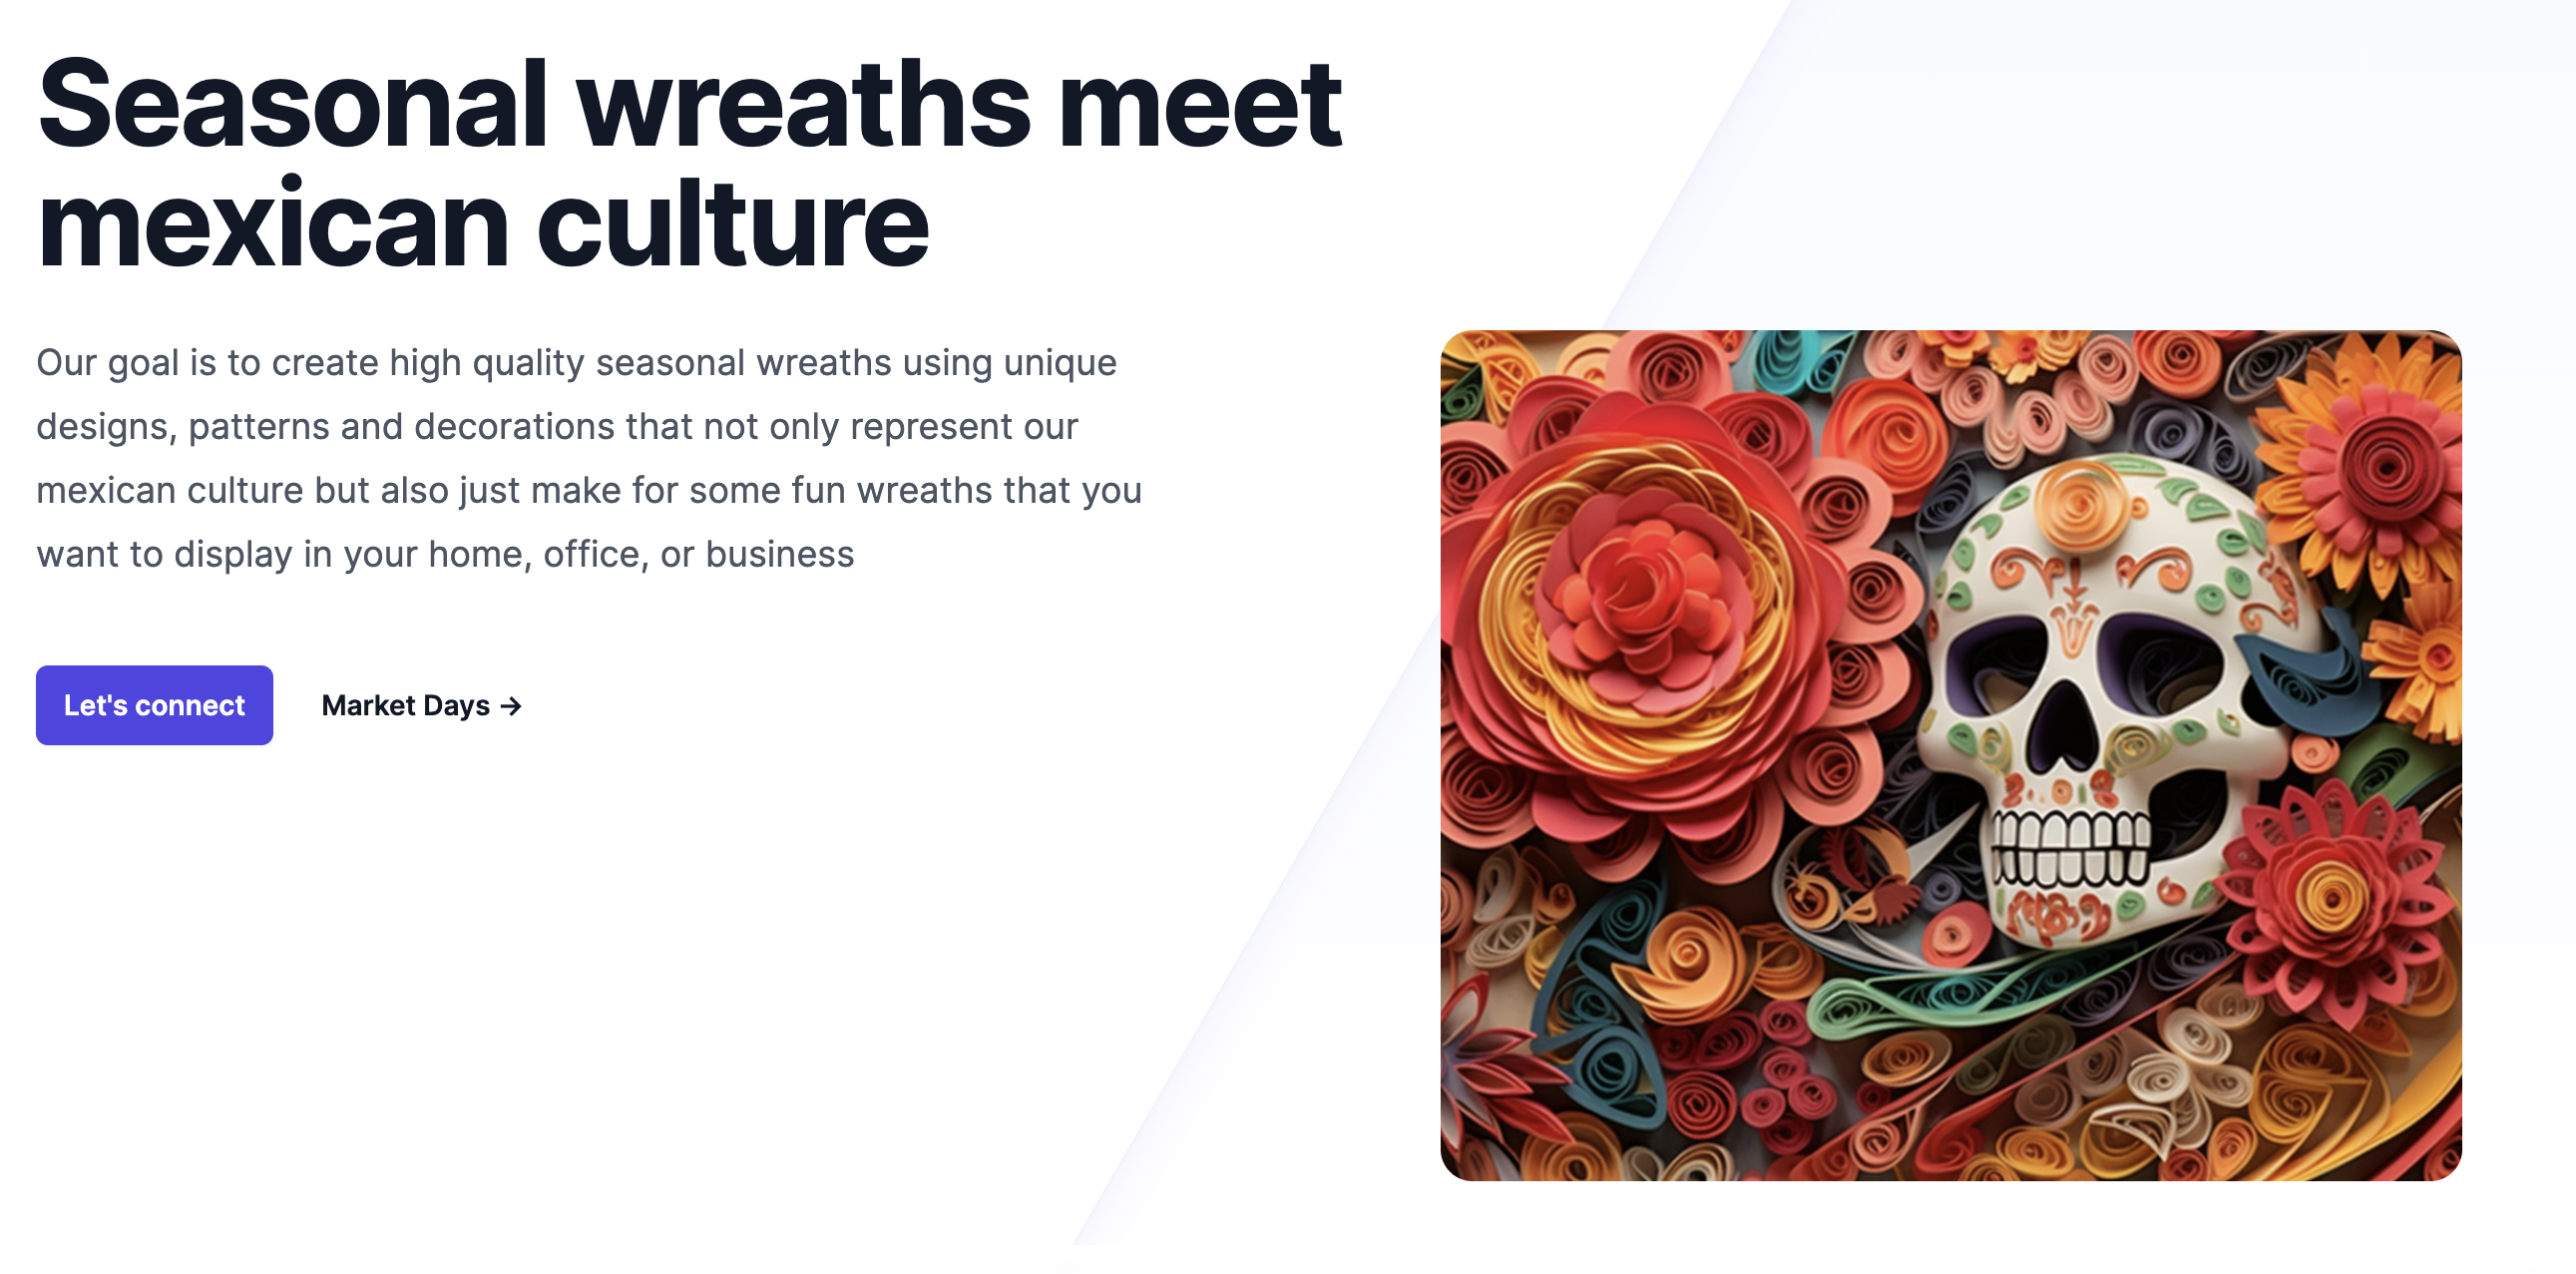 Seasonal wreaths meet
mexican culture
Our goal is to create high quality seasonal wreaths using unique
designs, patterns and decorations that not only represent our
mexican culture but also just make for some fun wreaths that you
want to display in your home, office, or business
Let's connect
Market Days →